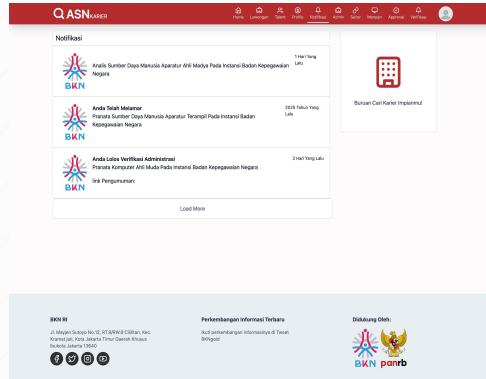 ASN KARIER
Home Lowongan Talent Profile Notifikasi Admin Satker Menpan Approval Verifikasi
Notifikasi
1 Hari Yang
Lalu
Analis Sumber Daya Manusia Aparatur Ahli Madya Pada Instansi Badan Kepegawaian
Negara
BKN
Anda Telah Melamar
2025 Tahun Yang
Lalu
Pranata Sumber Daya Manusia Aparatur Terampil Pada Instansi Badan
Kepegawaian Negara
BKN
Anda Lolos Verifikasi Administrasi
2 Hari Yang Lalu
Pranata Komputer Ahli Muda Pada Instansi Badan Kepegawaian Negara
link Pengumuman:
BKN
Load More
Buruan Cari Karier Impianmu!
BKN RI
Jl. Mayjen Sutoyo No.12, RT.9/RW.9 Cililitan, Kec.
Kramat jati, Kota Jakarta Timur Daerah Khusus
Ibukota Jakarta 13640
Perkembangan Informasi Terbaru
Ikuti perkembangan informasinya di Tweet
BKNgoid
Didukung Oleh:
BKN panrb